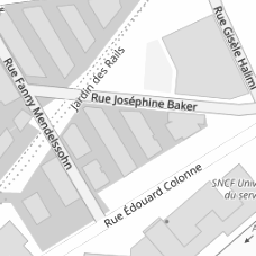 Rue Fanny Mendelssohn
Jardin des Rails
Rue Gisèle Halimi
Rue Joséphine Baker
Rue Édouard Colonne
SNCF Univ
du serv